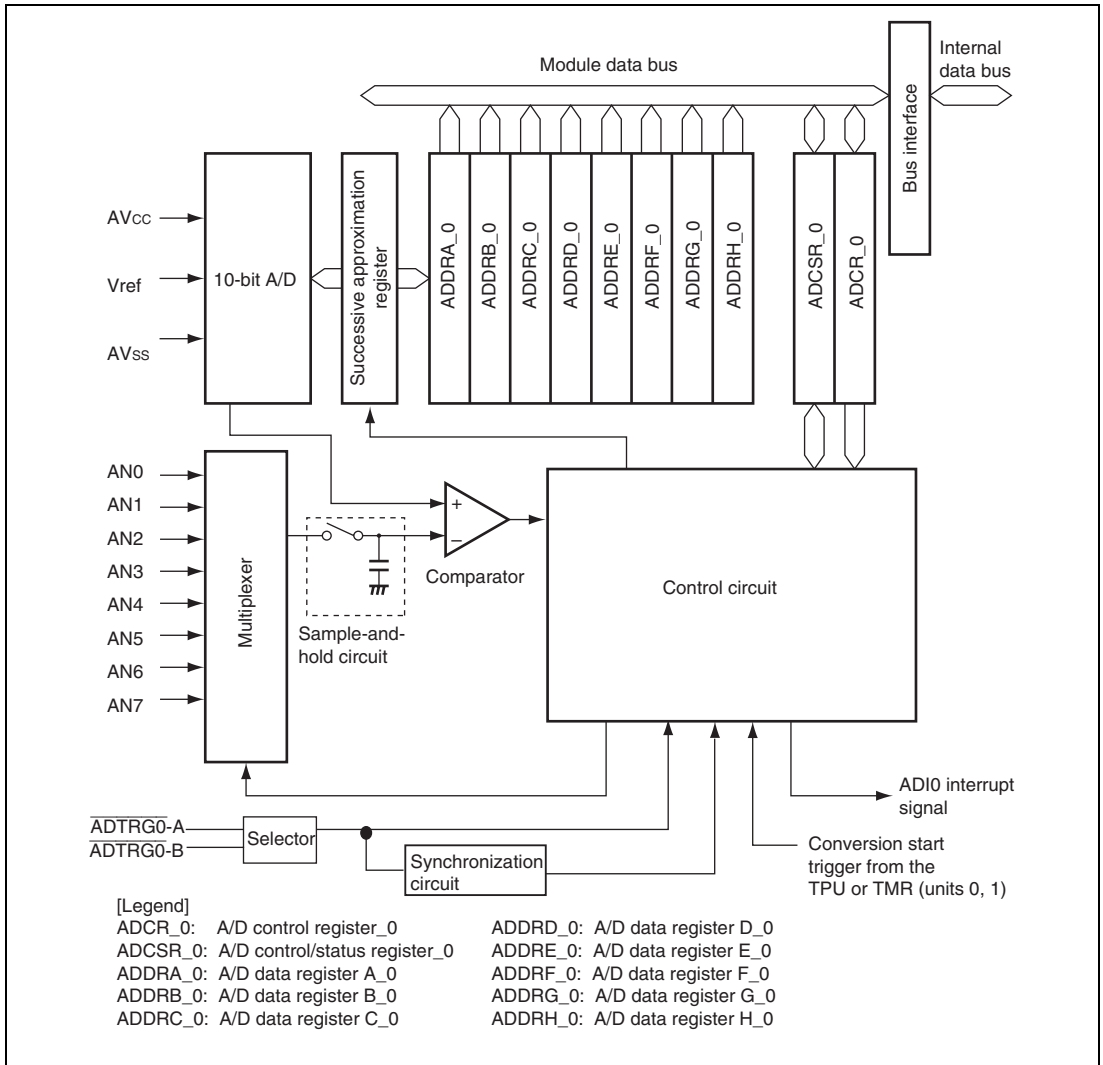 Module data bus
Internal
data bus
Bus interface
AVcc
Vref
AVss
10-bit A/D
Successive approximation
register
ADDRA_0
ADDRB_0
ADDRC_0
ADDRD_0
ADDRE_0
ADDRF_0
ADDRG_0
ADDRH_0
ADCSR_0
ADCR_0
AN0
AN1
AN2
AN3
AN4
AN5
AN6
AN7
Multiplexer
Sample-and-
hold circuit
+
–
Comparator
Control circuit
ADI0 interrupt
signal
Conversion start
trigger from the
TPU or TMR (units 0, 1)
ADTRG0-A
ADTRG0-B
Selector
Synchronization
circuit
[Legend]
ADCR_0: A/D control register_0
ADCSR_0: A/D control/status register_0
ADDRA_0: A/D data register A_0
ADDRB_0: A/D data register B_0
ADDRC_0: A/D data register C_0
ADDRD_0: A/D data register D_0
ADDRE_0: A/D data register E_0
ADDRF_0: A/D data register F_0
ADDRG_0: A/D data register G_0
ADDRH_0: A/D data register H_0